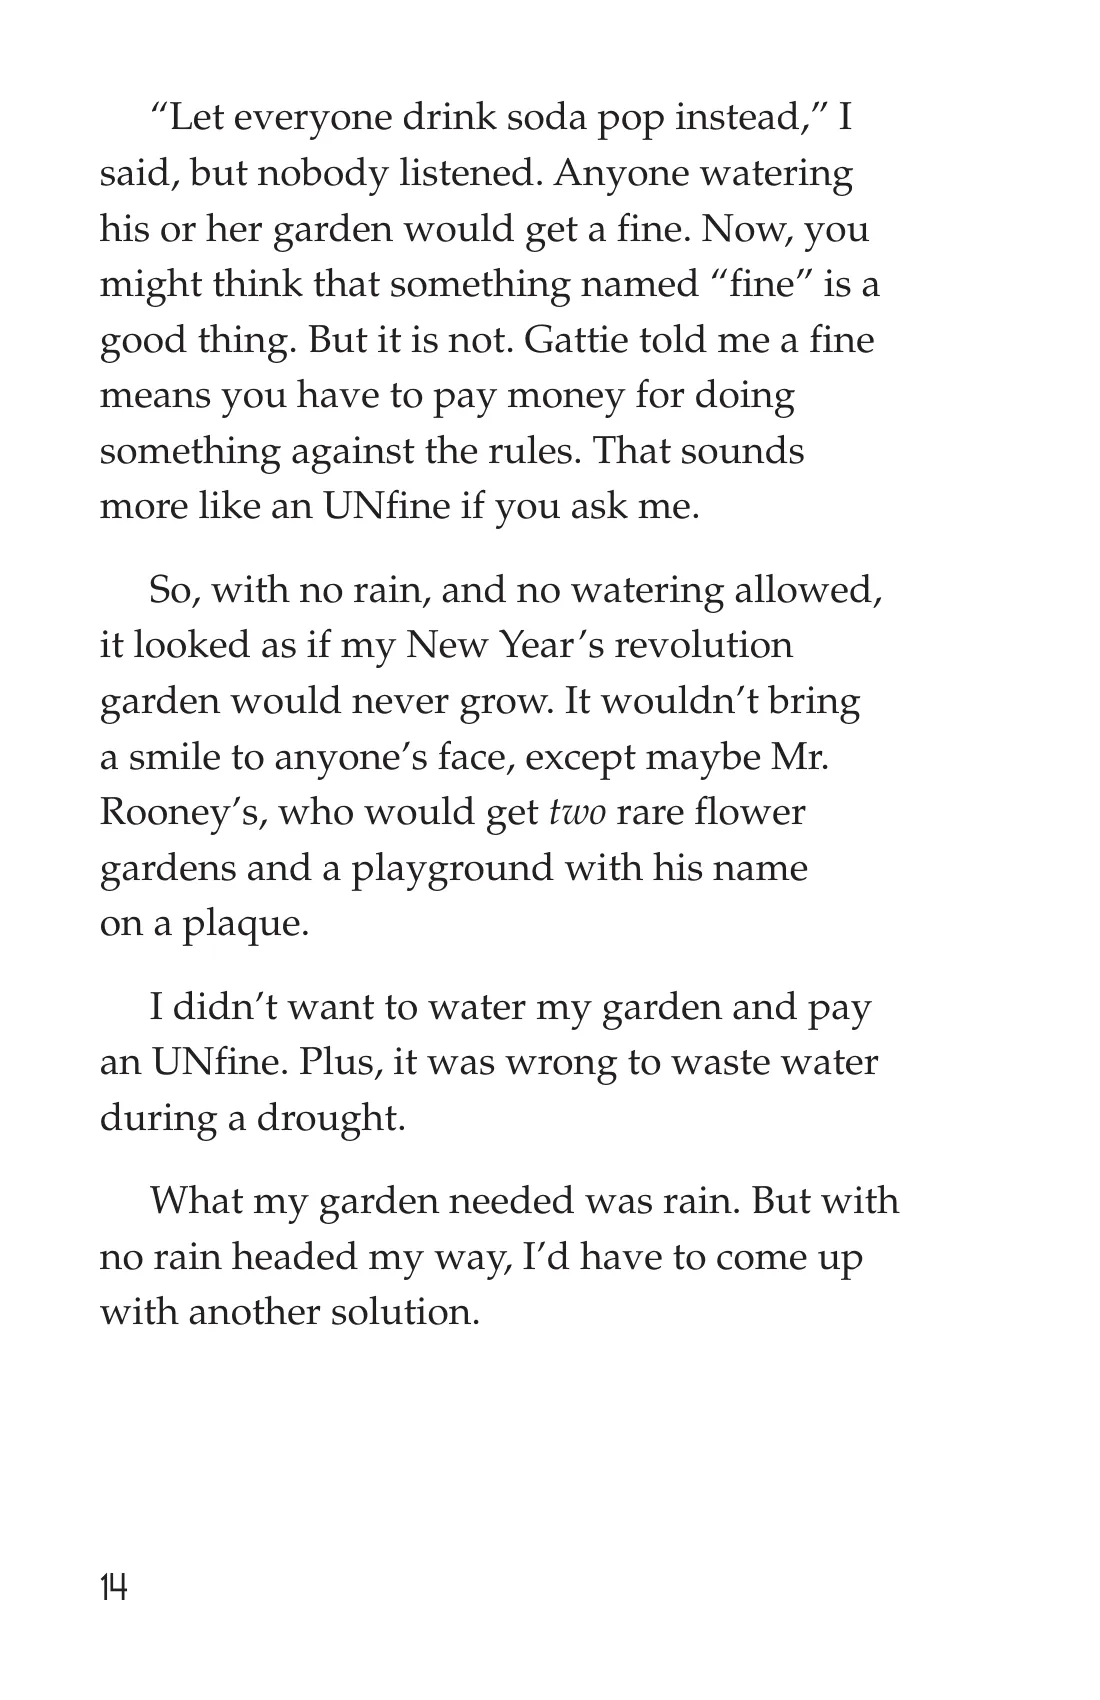 “Let everyone drink soda pop instead,” I
said, but nobody listened. Anyone watering
his or her garden would get a fine. Now, you
might think that something named “fine” is a
good thing. But it is not. Gattie told me a fine
means you have to pay money for doing
something against the rules. That sounds
more like an UNfine if you ask me.
So, with no rain, and no watering allowed,
it looked as if my New Year’s revolution
garden would never grow. It wouldn’t bring
a smile to anyone’s face, except maybe Mr.
Rooney’s, who would get two rare flower
gardens and a playground with his name
on a plaque.
I didn’t want to water my garden and pay
an UNfine. Plus, it was wrong to waste water
during a drought.
What my garden needed was rain. But with
no rain headed my way, I’d have to come up
with another solution.
14